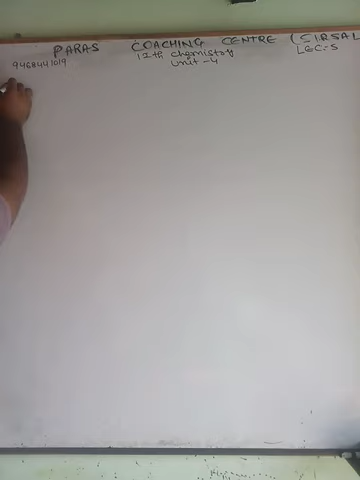 PARAS COACHING CENTRE (SIRSA)
9468441019 12th chemistry LEC-5
Unit-4